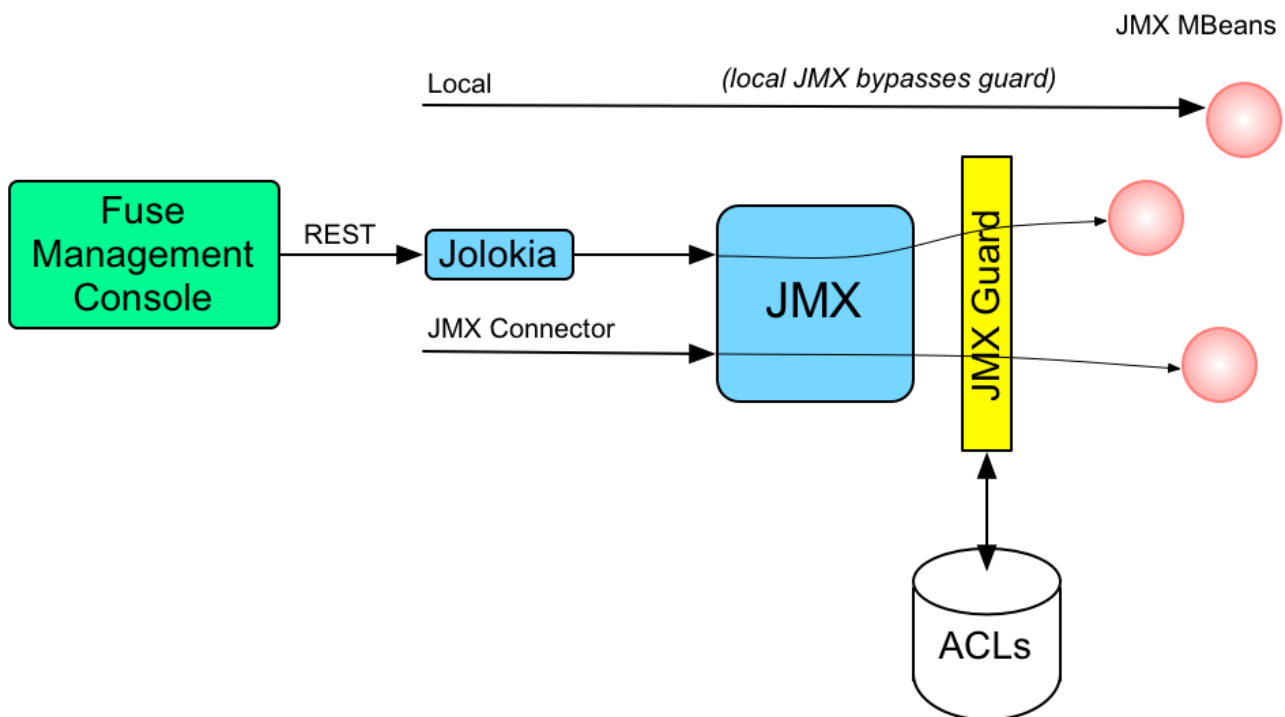 JMX MBeans
Local
(local JMX bypasses guard)
Fuse
Management
Console
REST
Jolokia
JMX
JMX Guard
JMX Connector
ACLs